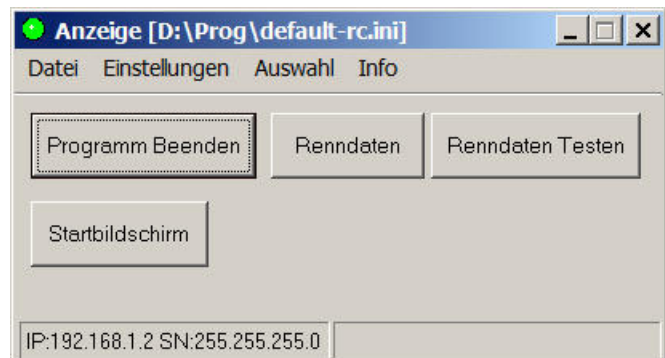 Anzeige [D:\Prog\default-rc.ini]
Datei Einstellungen Auswahl Info
Programm Beenden Renndaten Renndaten Testen
Startbildschirm
IP:192.168.1.2 SN:255.255.255.0